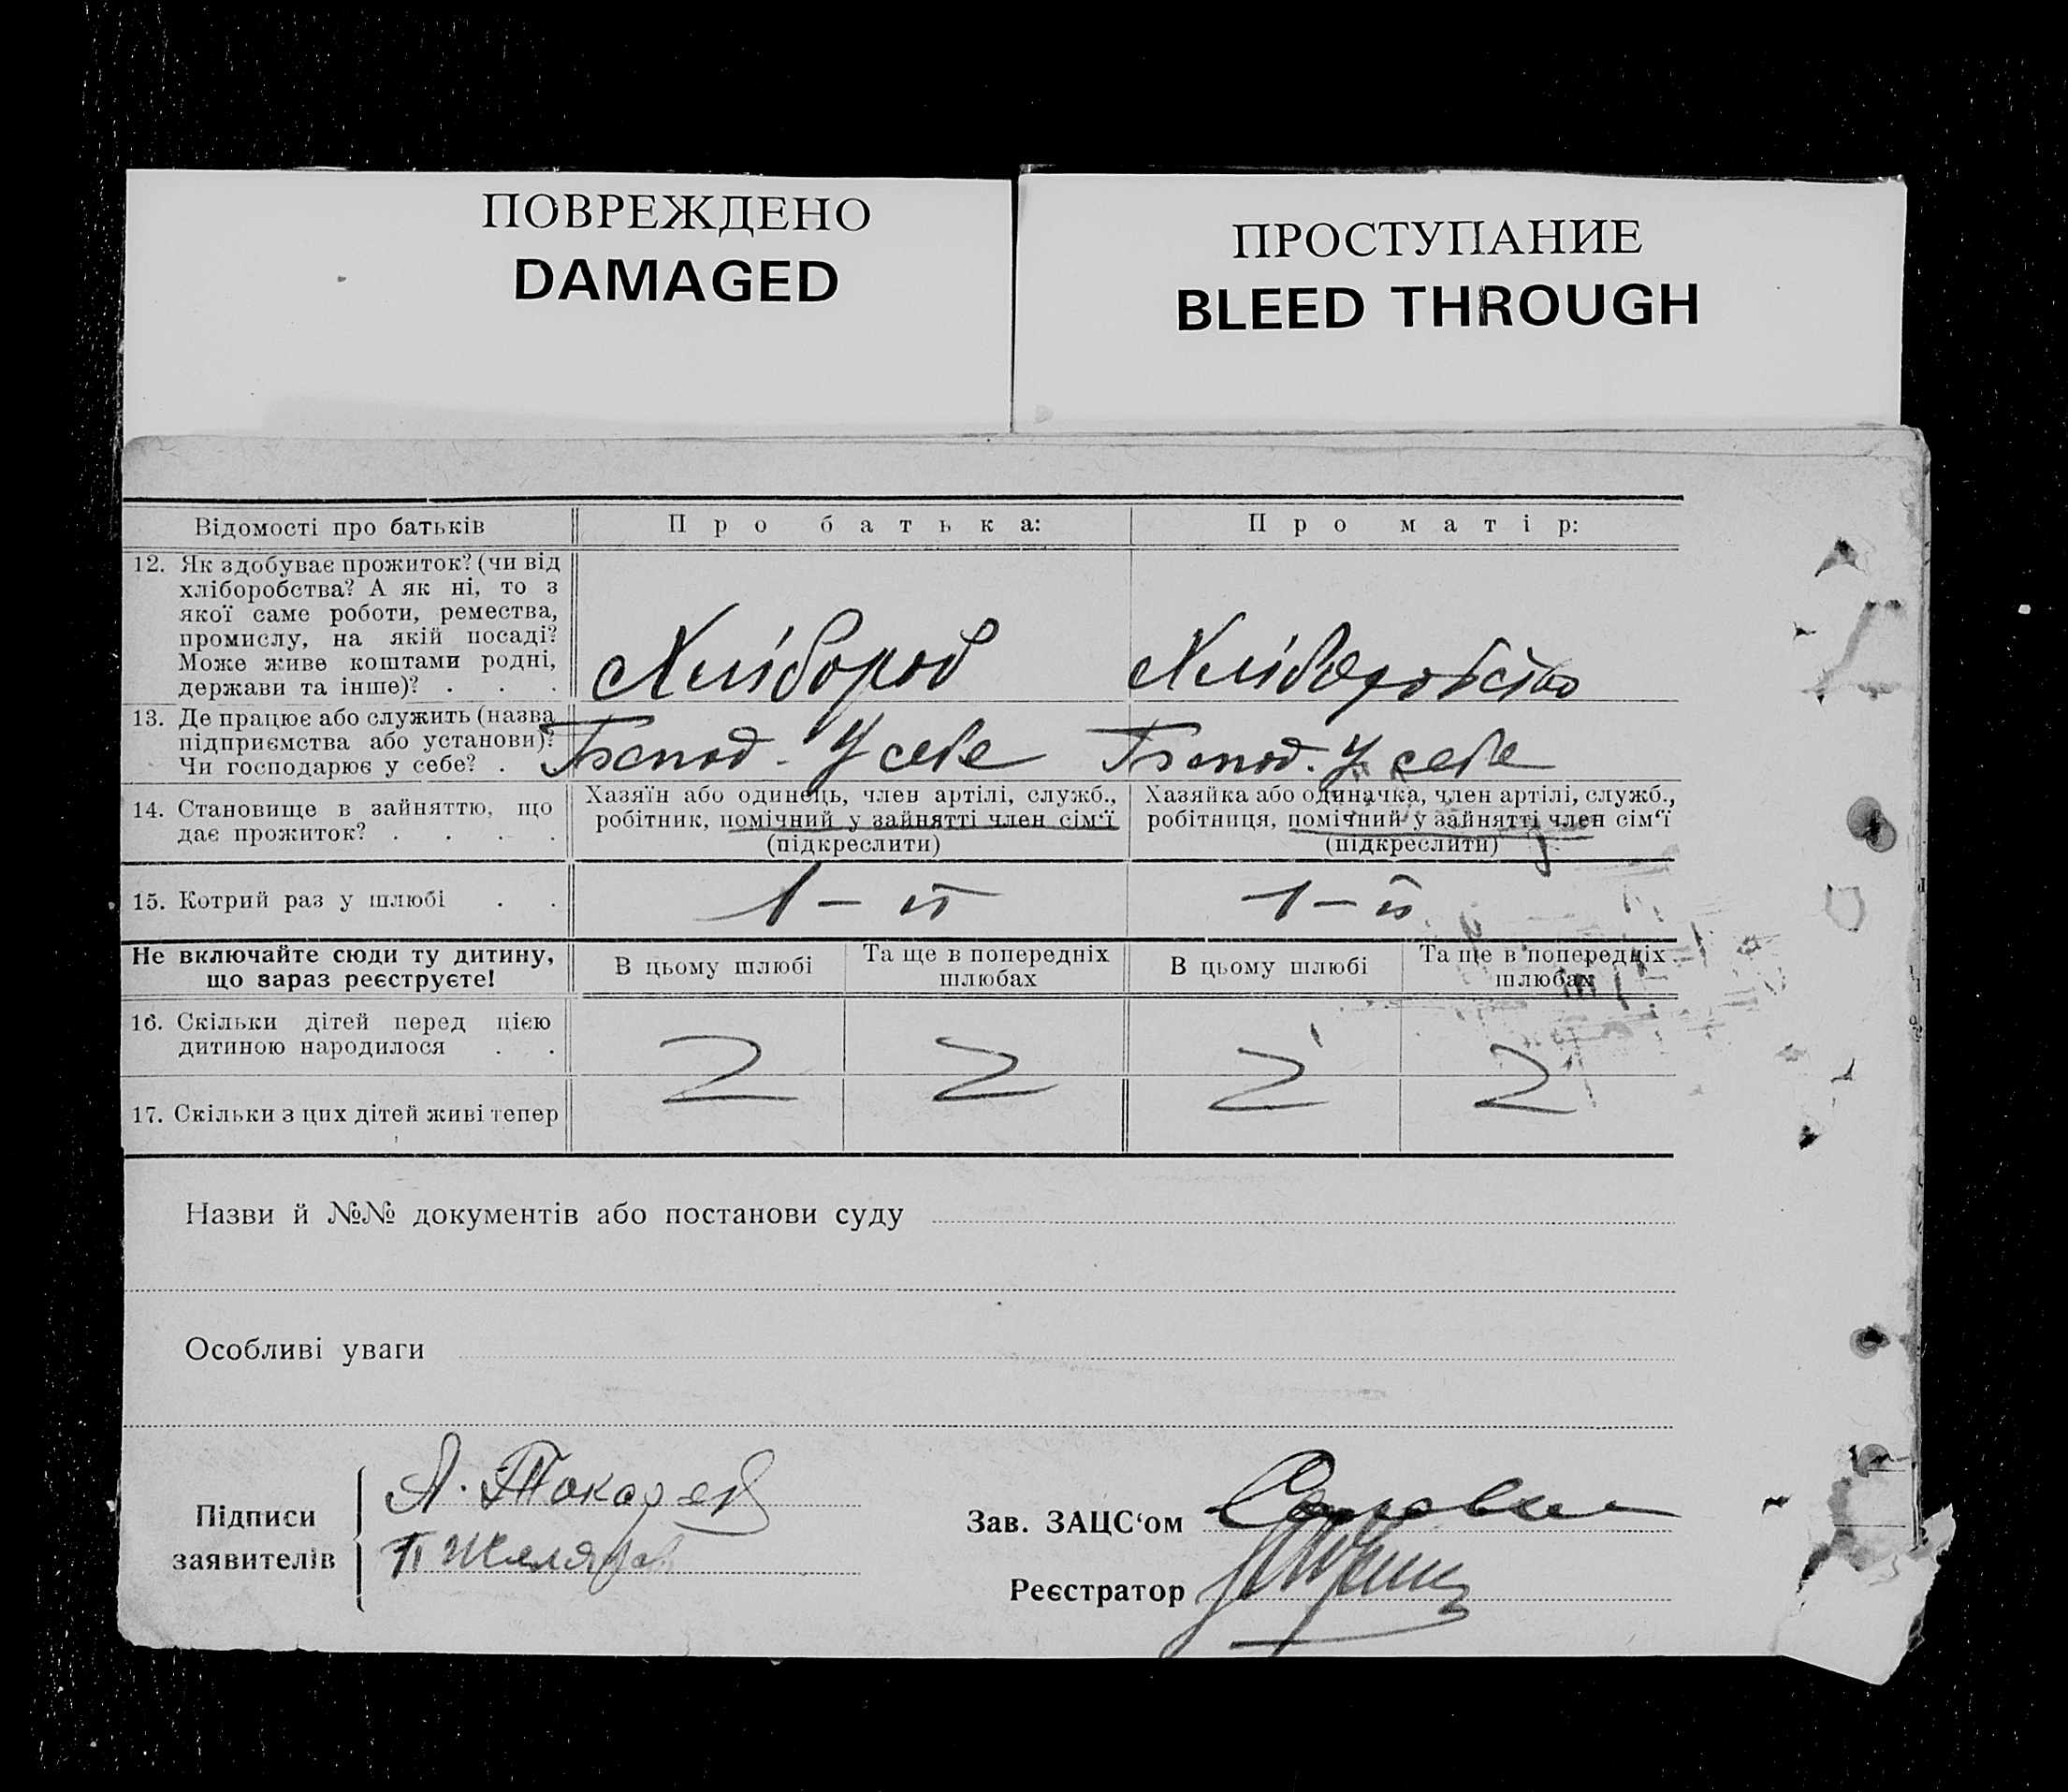 ПОВРЕЖДЕНО
DAMAGED
ПРОСТУПАНИЕ
BLEED THROUGH
Відомості про батьків
Про батька:
Про матір:
12. Як здобуває прожиток? (чи від
хліборобства? А як ні, то з
якої саме роботи, ремества,
промислу, на якій посаді?
Може живе коштами родні,
держави та інше)? . . .
Хлібороб
Хліборобство
13. Де працює або служить (назва
підприємства або установи)?
Чи господарює у себе? .
у себе
у себе
14. Становище в зайняттю, що
дає прожиток? . . . .
Хазяїн або одинець, член артілі, служб.,
робітник, помічний у зайнятті член сім‘ї
(підкреслити)
Хазяйка або одиначка, член артілі, служб.,
робітниця, помічний у зайнятті член сім‘ї
(підкреслити)
15. Котрий раз у шлюбі . .
1 – й
1 – й
Не включайте сюди ту дитину,
що зараз реєструєте!
В цьому шлюбі
Та ще в попередніх
шлюбах
В цьому шлюбі
Та ще в попередніх
шлюбах
16. Скільки дітей перед цією
дитиною народилося . .
17. Скільки з цих дітей живі тепер
Назви й №№ документів або постанови суду
Особливі уваги
Підписи
заявителів
Зав. ЗАЦС‘ом
Реєстратор